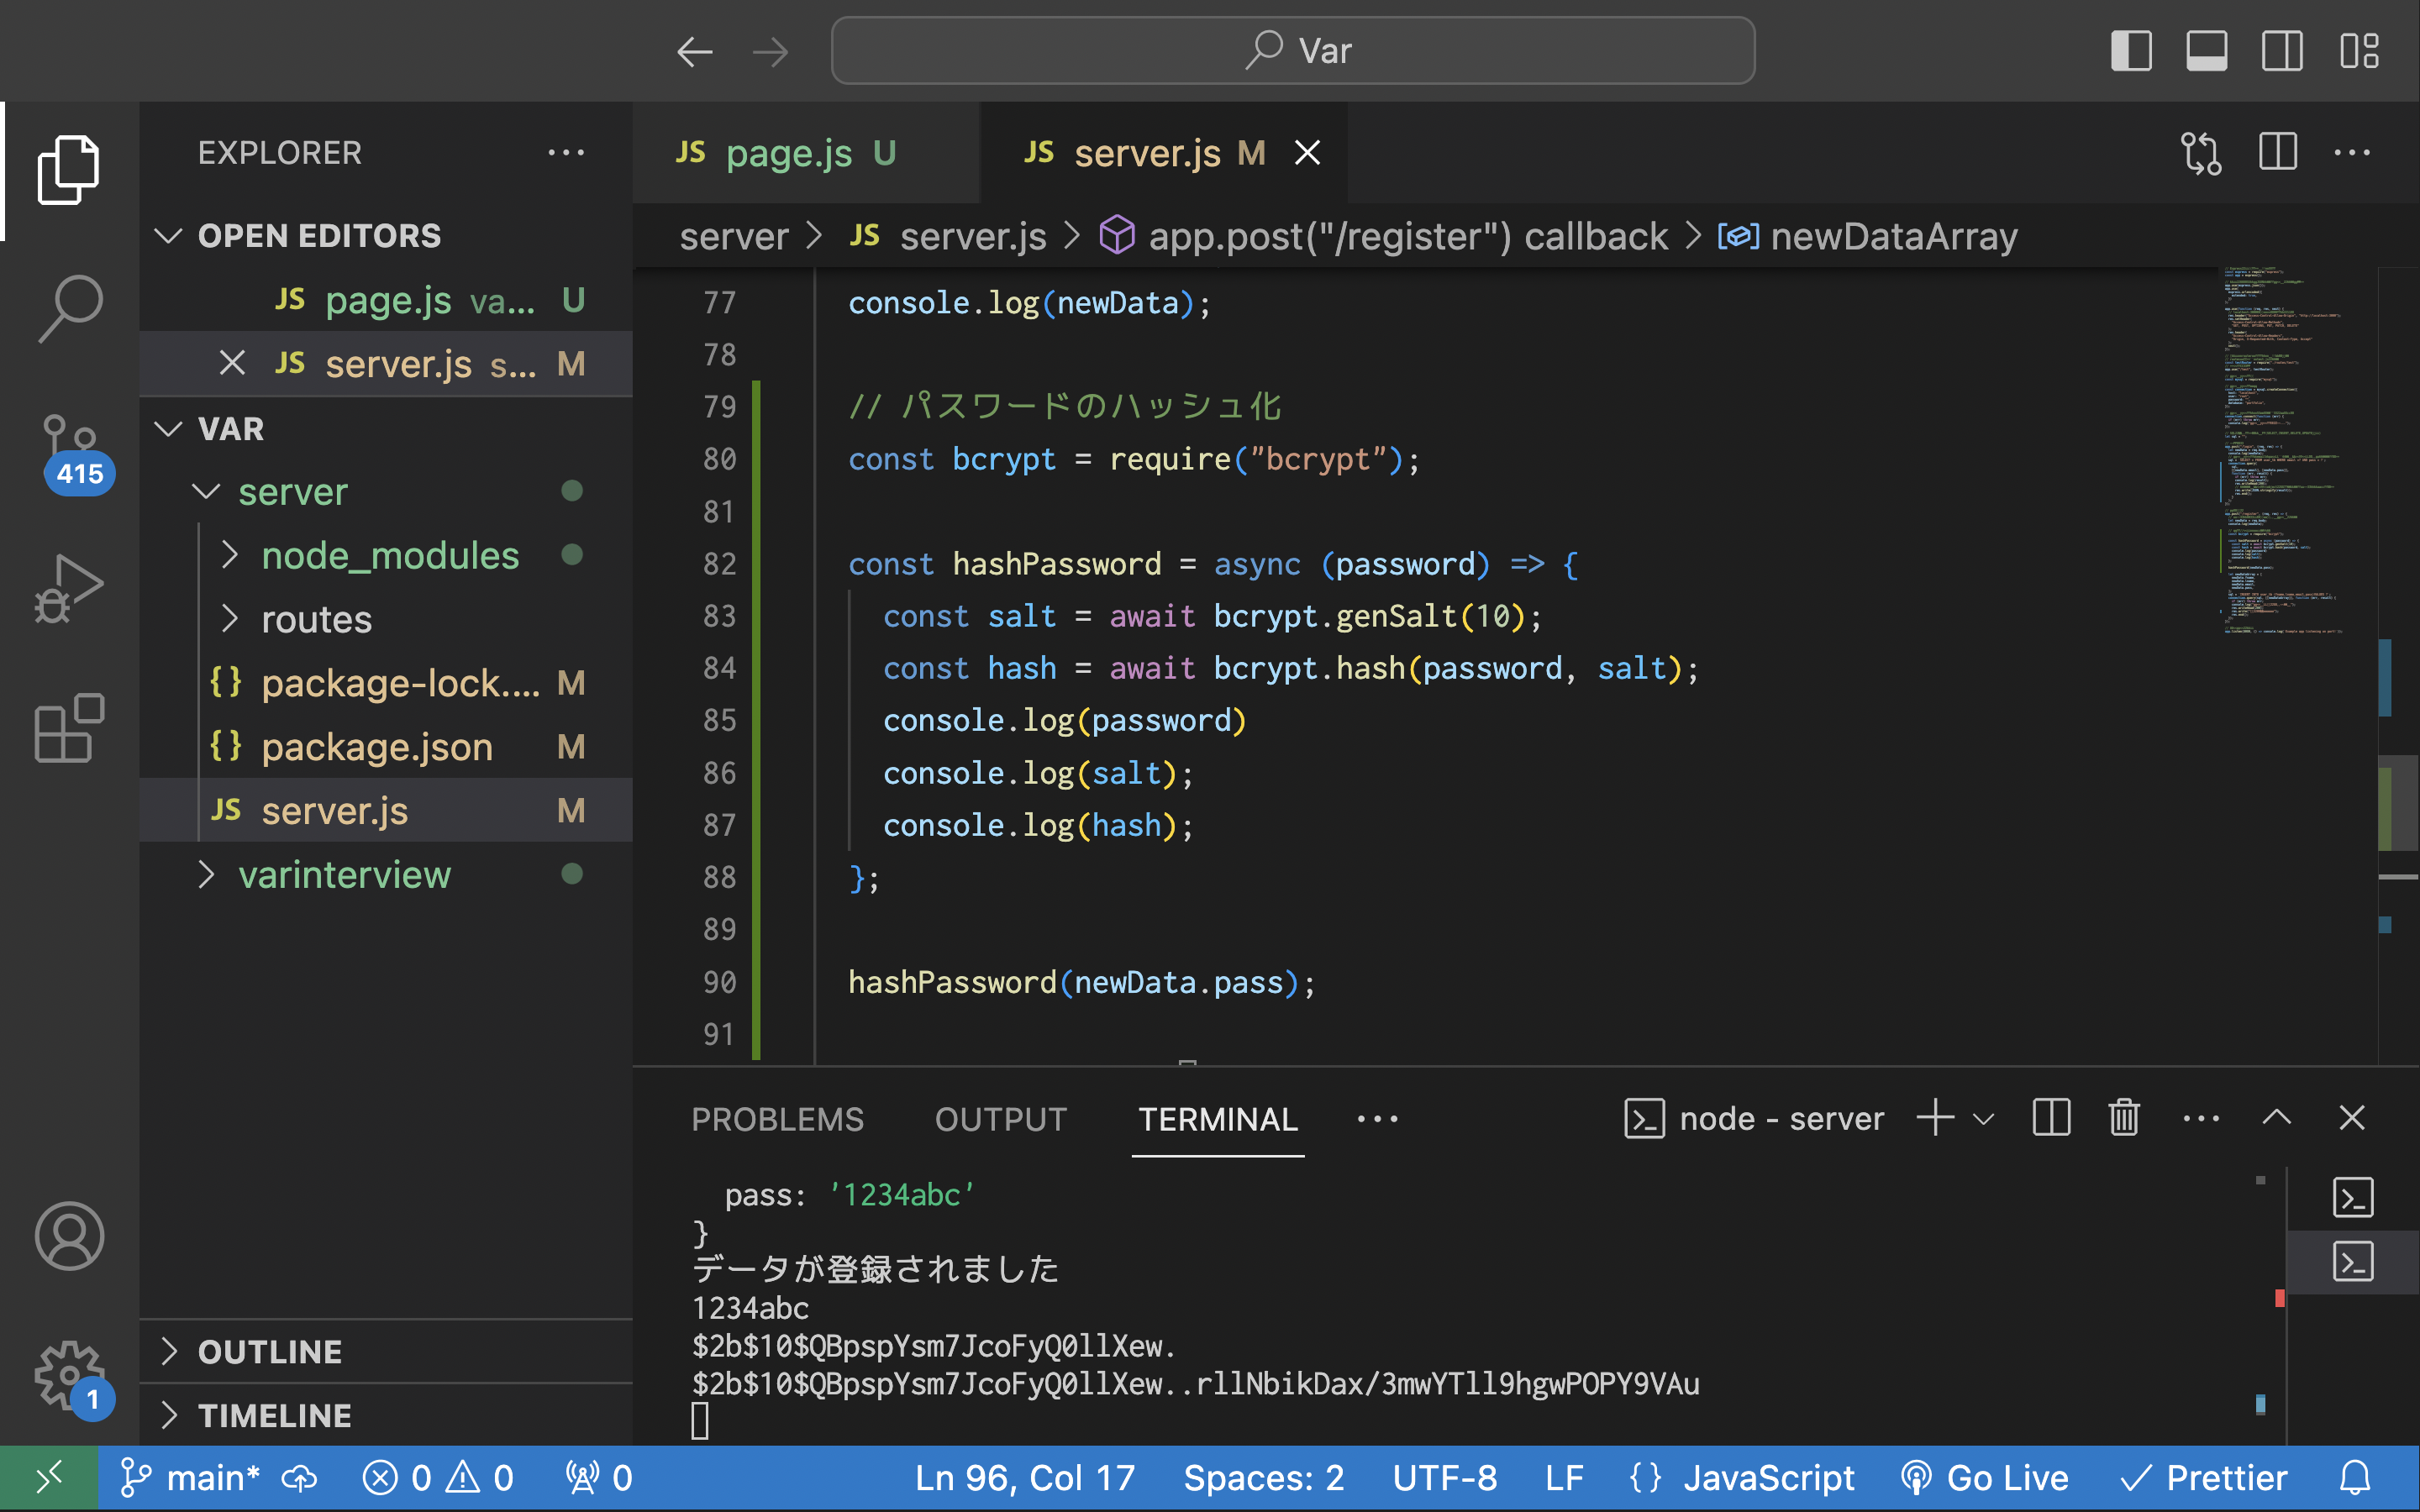 Var
EXPLORER
OPEN EDITORS
JS page.js va... U
JS server.js s... M
VAR
server
node_modules
routes
{} package-lock.... M
{} package.json M
JS server.js M
varinterview
OUTLINE
TIMELINE
415
1
JS page.js U
JS server.js M
server > JS server.js > app.post("/register") callback > newDataArray
77 console.log(newData);
78
79 // パスワードのハッシュ化
80 const bcrypt = require("bcrypt");
81
82 const hashPassword = async (password) => {
83 const salt = await bcrypt.genSalt(10);
84 const hash = await bcrypt.hash(password, salt);
85 console.log(password)
86 console.log(salt);
87 console.log(hash);
88 };
89
90 hashPassword(newData.pass);
91
PROBLEMS OUTPUT TERMINAL
node - server
pass: '1234abc'
}
データが登録されました
1234abc
$2b$10$QBpspYsm7JcoFyQ0llXew.
$2b$10$QBpspYsm7JcoFyQ0llXew..rllNbikDax/3mwYTll9hgwPOPY9VAu
main* 0 0 0 Ln 96, Col 17 Spaces: 2 UTF-8 LF {} JavaScript Go Live Prettier